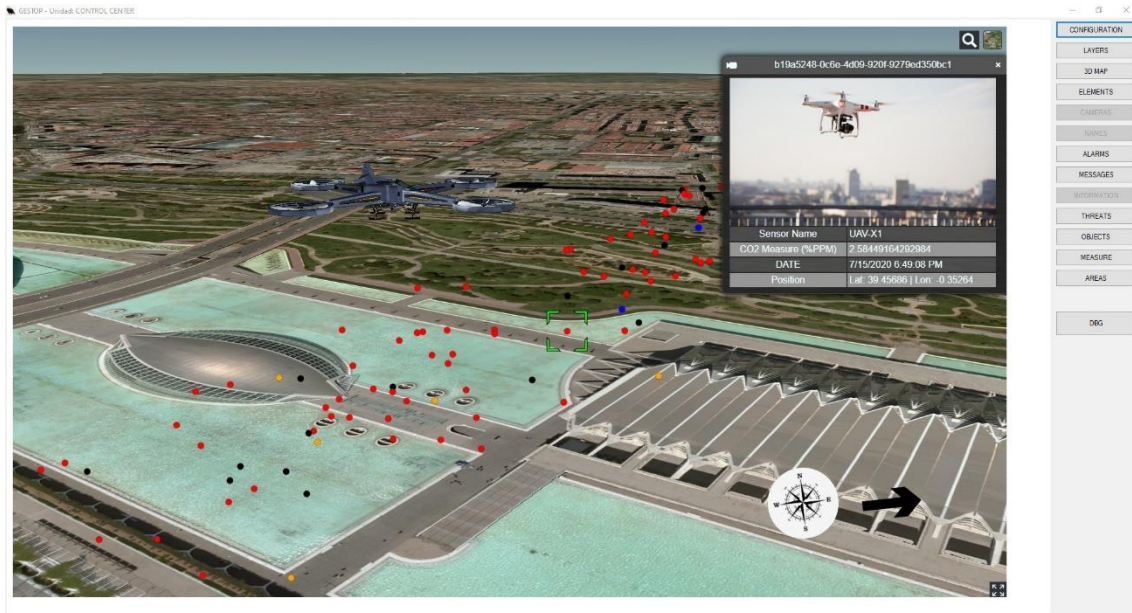 GESTOP - Unidad: CONTROL CENTER
b19a5248-0c6e-4d09-920f-9279ed350bc1
Sensor Name UAV-X1
CO2 Measure (%PPM) 2.58449164292984
DATE 7/15/2020 6:49:08 PM
Position Lat: 39.45686 | Lon: -0.35264
N
W E
S
CONFIGURATION
LAYERS
3D MAP
ELEMENTS
CAMERAS
NAMES
ALARMS
MESSAGES
INFORMATION
THREATS
OBJECTS
MEASURE
AREAS
DBG